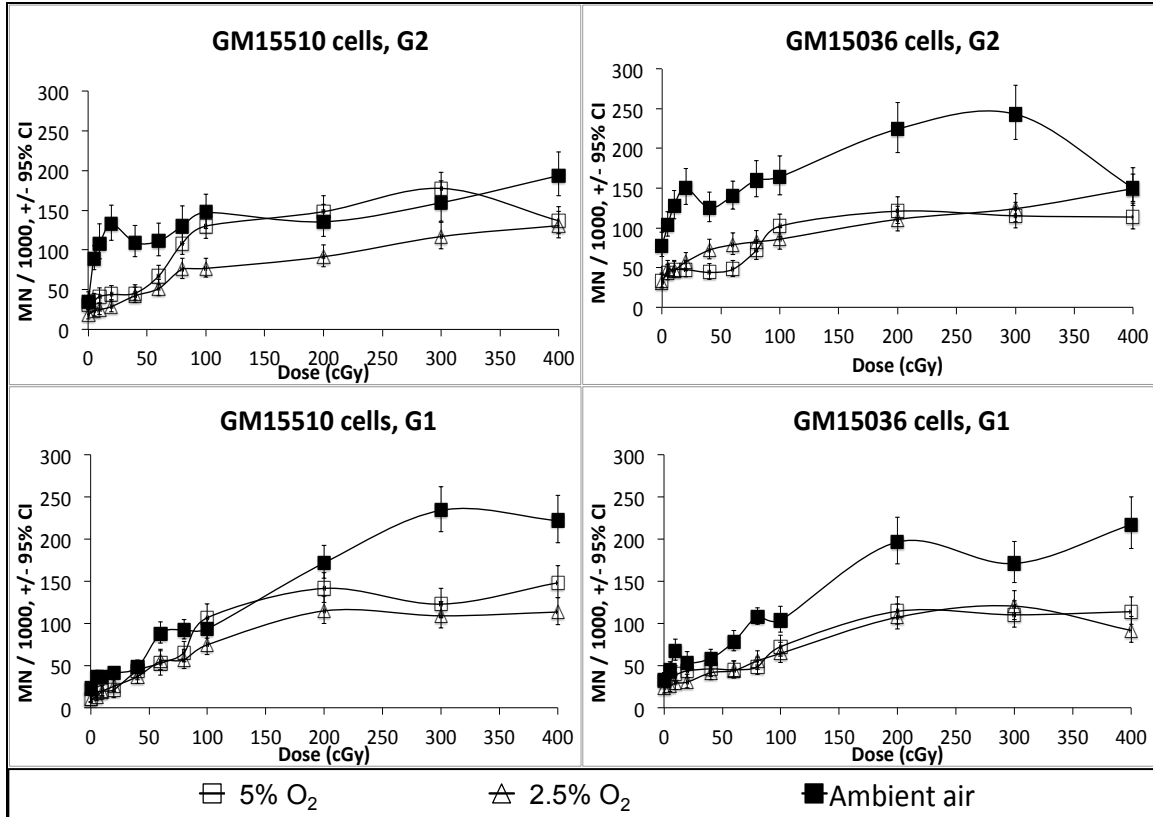 GM15510 cells, G2
MN / 1000, +/- 95% CI
300
250
200
150
100
50
0
0 50 100 150 200 250 300 350 400
Dose (cGy)
GM15036 cells, G2
MN / 1000, +/- 95% CI
300
250
200
150
100
50
0
0 50 100 150 200 250 300 350 400
Dose (cGy)
GM15510 cells, G1
MN / 1000, +/- 95% CI
300
250
200
150
100
50
0
0 50 100 150 200 250 300 350 400
Dose (cGy)
GM15036 cells, G1
MN / 1000, +/- 95% CI
300
250
200
150
100
50
0
0 50 100 150 200 250 300 350 400
Dose (cGy)
5% O₂ 2.5% O₂ Ambient air